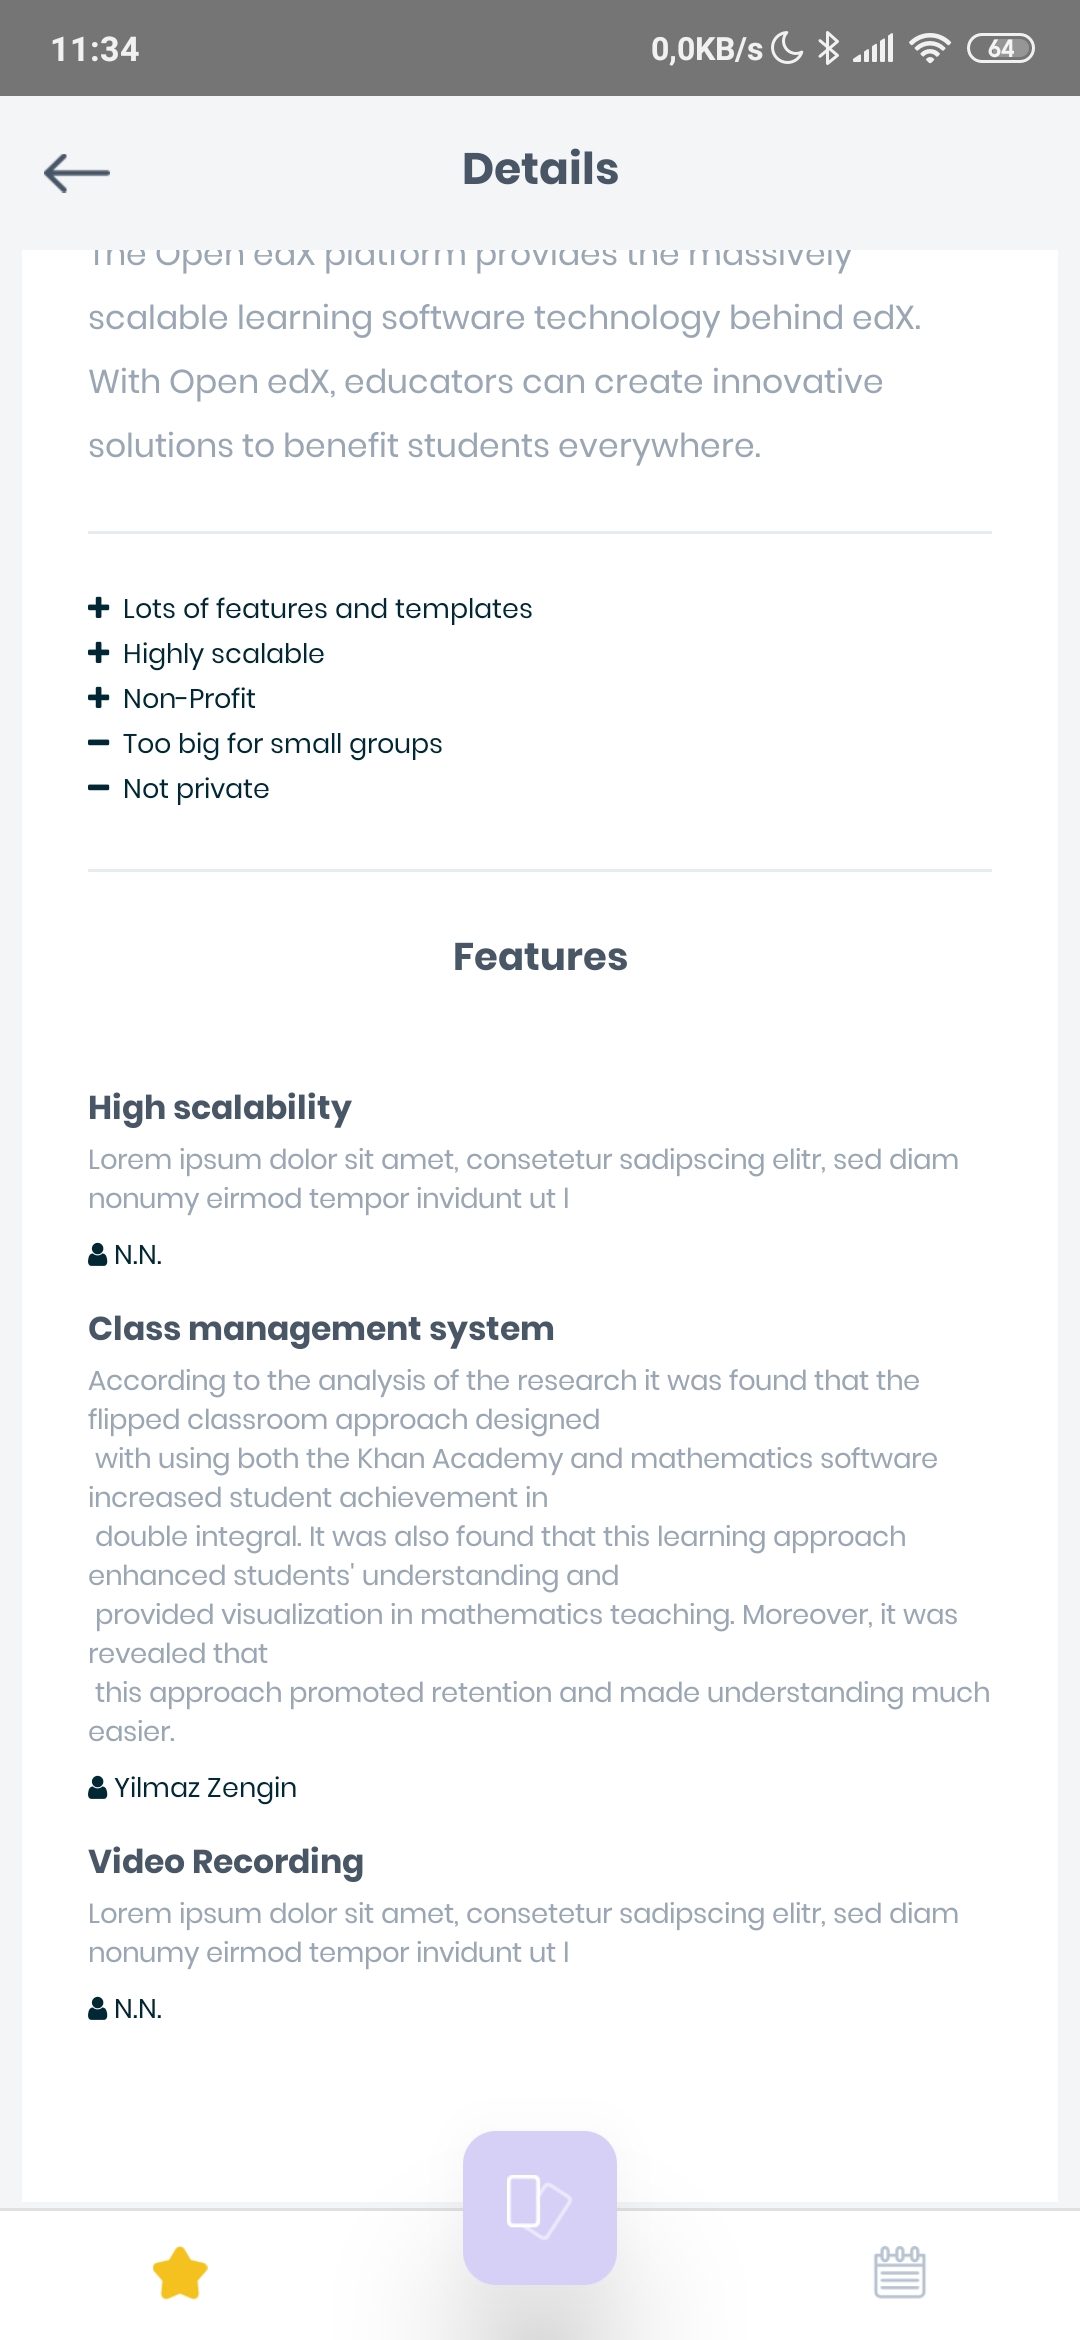 11:34
0,0KB/s
64
Details
The Open edX platform provides the massively
scalable learning software technology behind edX.
With Open edX, educators can create innovative
solutions to benefit students everywhere.
+ Lots of features and templates
+ Highly scalable
+ Non-Profit
− Too big for small groups
− Not private
Features
High scalability
Lorem ipsum dolor sit amet, consetetur sadipscing elitr, sed diam
nonumy eirmod tempor invidunt ut l
N.N.
Class management system
According to the analysis of the research it was found that the
flipped classroom approach designed
with using both the Khan Academy and mathematics software
increased student achievement in
double integral. It was also found that this learning approach
enhanced students' understanding and
provided visualization in mathematics teaching. Moreover, it was
revealed that
this approach promoted retention and made understanding much
easier.
Yilmaz Zengin
Video Recording
Lorem ipsum dolor sit amet, consetetur sadipscing elitr, sed diam
nonumy eirmod tempor invidunt ut l
N.N.